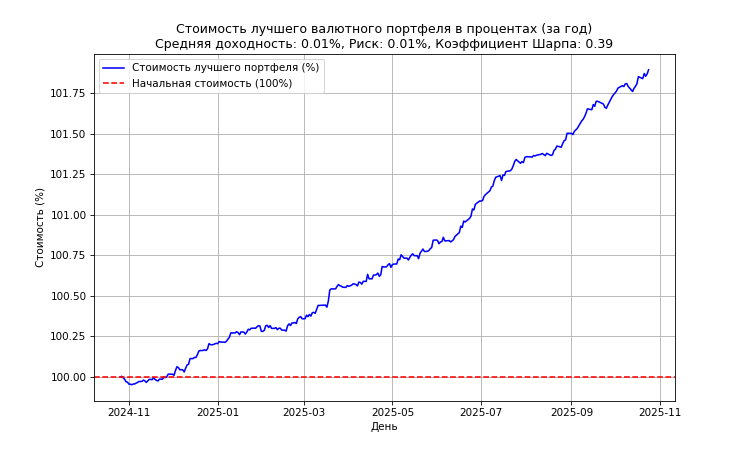 Стоимость лучшего валютного портфеля в процентах (за год)
Средняя доходность: 0.01%, Риск: 0.01%, Коэффициент Шарпа: 0.39
Стоимость лучшего портфеля (%)
Начальная стоимость (100%)
Стоимость (%)
101.75
101.50
101.25
101.00
100.75
100.50
100.25
100.00
2024-11 2025-01 2025-03 2025-05 2025-07 2025-09 2025-11
День